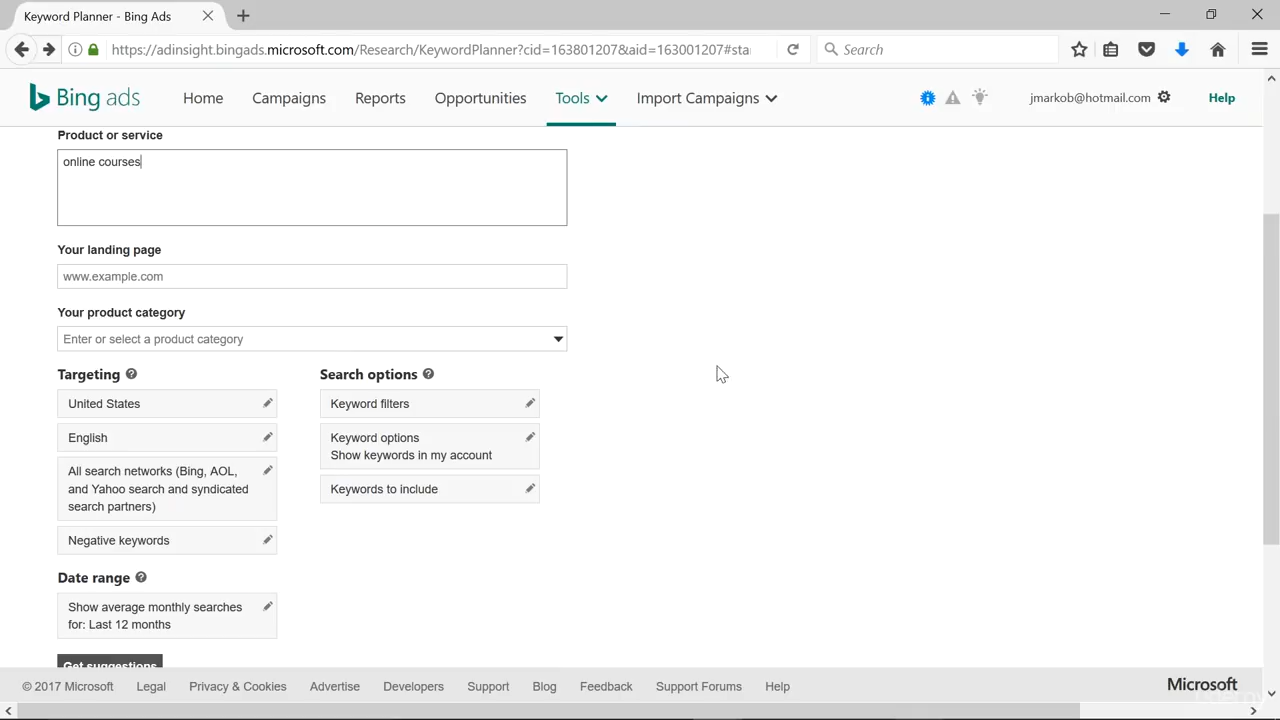 Keyword Planner - Bing Ads
https://adinsight.bingads.microsoft.com/Research/KeywordPlanner?cid=163801207&aid=163001207#sta
Search
Bing ads
Home
Campaigns
Reports
Opportunities
Tools
Import Campaigns
jmarkob@hotmail.com
Help
Product or service
online courses
Your landing page
www.example.com
Your product category
Enter or select a product category
Targeting
Search options
United States
Keyword filters
English
Keyword options
Show keywords in my account
All search networks (Bing, AOL,
and Yahoo search and syndicated
search partners)
Keywords to include
Negative keywords
Date range
Show average monthly searches
for: Last 12 months
Get suggestions
© 2017 Microsoft
Legal
Privacy & Cookies
Advertise
Developers
Support
Blog
Feedback
Support Forums
Help
Microsoft